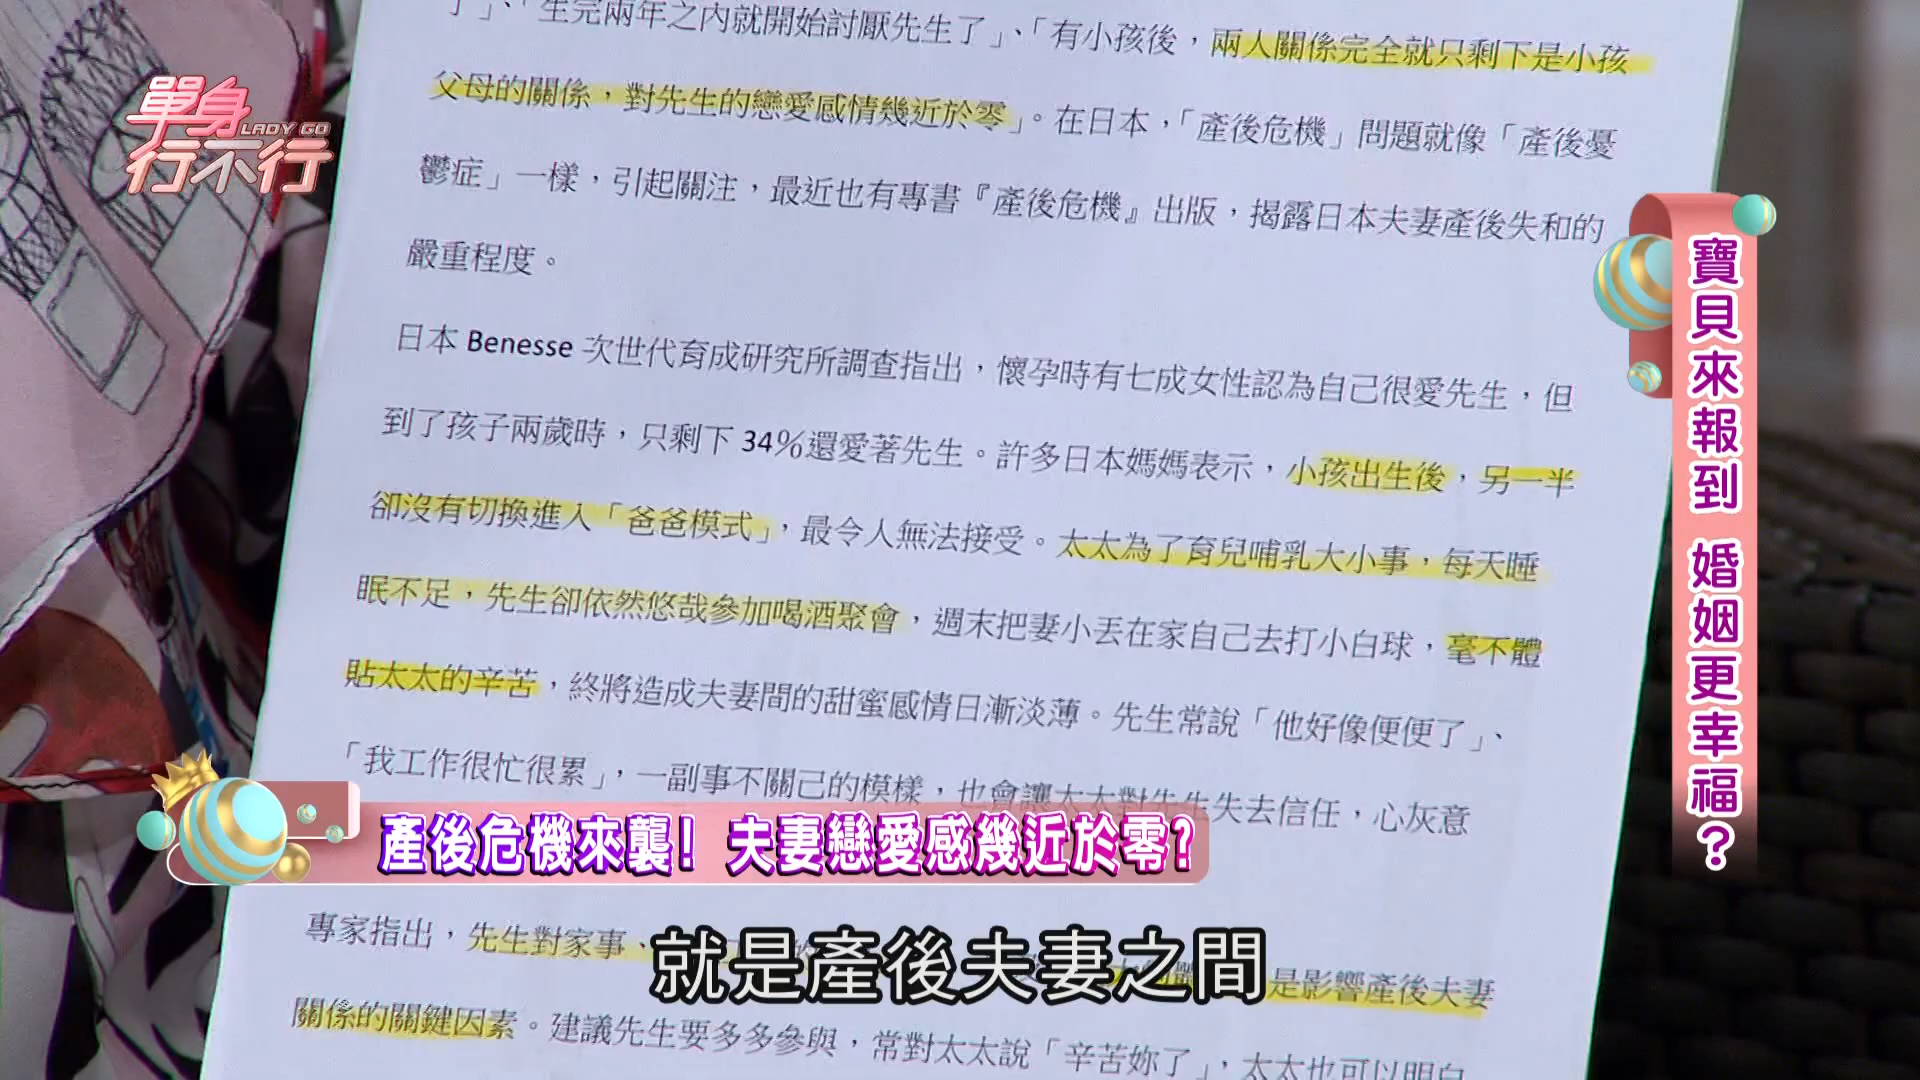 了」、「生完兩年之內就開始討厭先生了」、「有小孩後，兩人關係完全就只剩下是小孩
父母的關係，對先生的戀愛感情幾近於零」。在日本，「產後危機」問題就像「產後憂
鬱症」一樣，引起關注，最近也有專書『產後危機』出版，揭露日本夫妻產後失和的
嚴重程度。
日本 Benesse 次世代育成研究所調查指出，懷孕時有七成女性認為自己很愛先生，但
到了孩子兩歲時，只剩下 34%還愛著先生。許多日本媽媽表示，小孩出生後，另一半
卻沒有切換進入「爸爸模式」，最令人無法接受。太太為了育兒哺乳大小事，每天睡
眠不足，先生卻依然悠哉參加喝酒聚會，週末把妻小丟在家自己去打小白球，毫不體
貼太太的辛苦，終將造成夫妻間的甜蜜感情日漸淡薄。先生常說「他好像便便了」、
「我工作很忙很累」，一副事不關己的模樣，也會讓太太對先生失去信任，心灰意
專家指出，先生對家事、是影響產後夫妻
關係的關鍵因素。建議先生要多多參與，常對太太說「辛苦妳了」，太太也可以明白
單身
LADY GO
行不行
寶貝來報到 婚姻更幸福？
產後危機來襲！夫妻戀愛感幾近於零？
就是產後夫妻之間